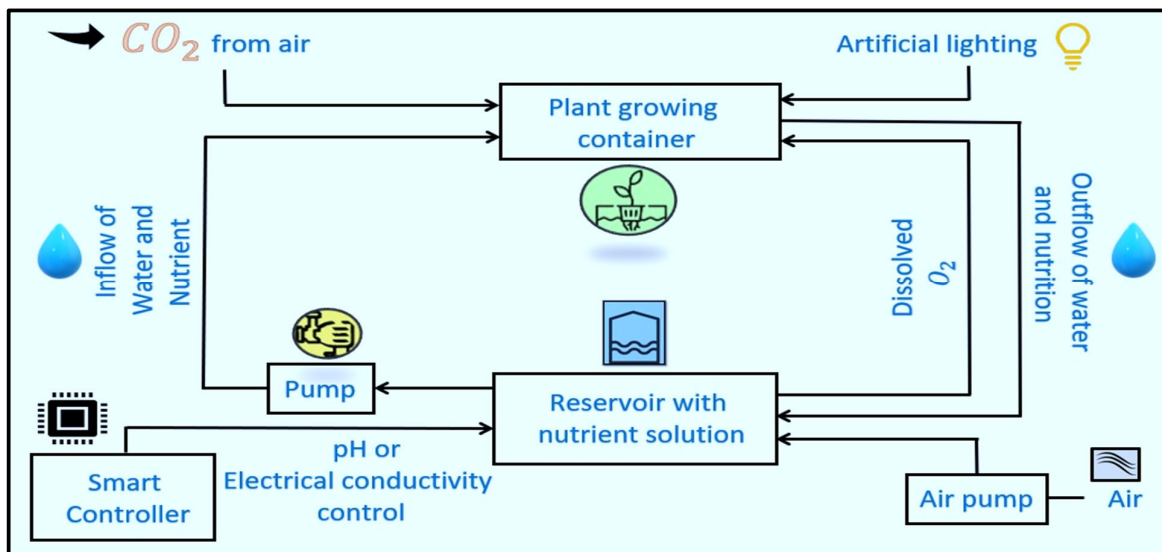 CO₂ from air
Artificial lighting
Plant growing
container
Inflow of
Water and
Nutrient
Dissolved
O₂
Outflow of water
and nutrition
Pump
Reservoir with
nutrient solution
pH or
Electrical conductivity
control
Smart
Controller
Air pump
Air